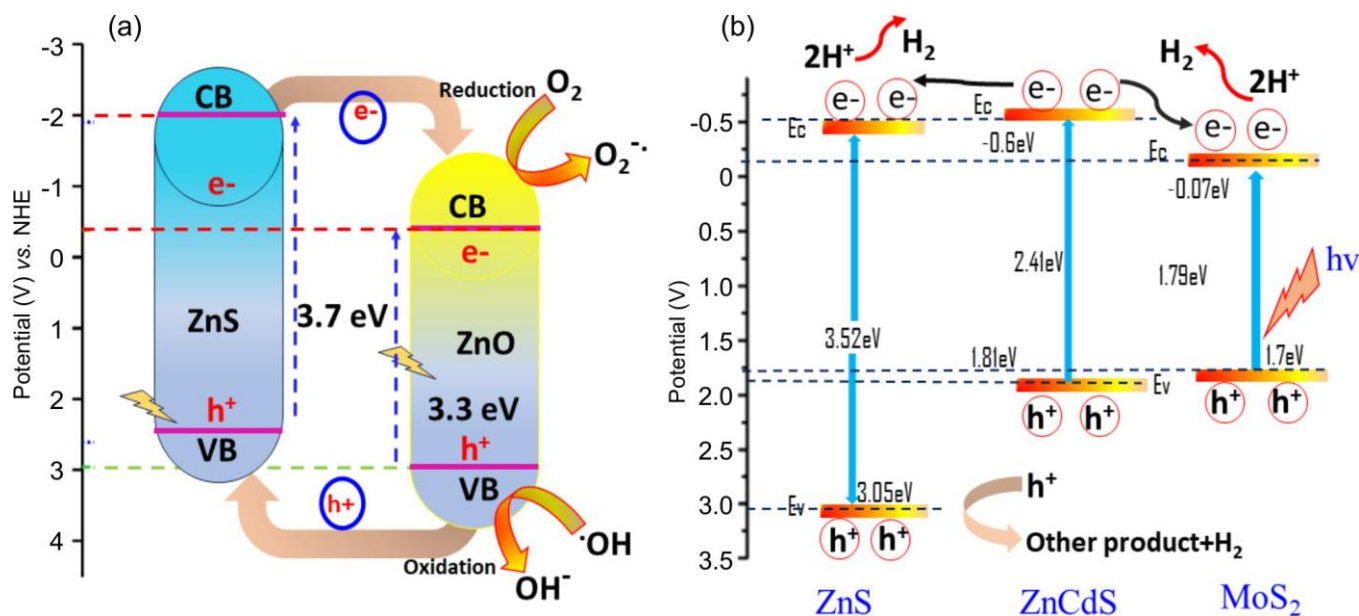 (a)
Potential (V) vs. NHE
-3
-2
-1
0
1
2
3
4
CB
e-
ZnS
h⁺
VB
3.7 eV
e-
h+
Reduction
O₂
O₂⁻·
CB
e-
ZnO
3.3 eV
h⁺
VB
Oxidation
·OH
OH⁻
(b)
Potential (V)
-0.5
0
0.5
1.0
1.5
2.0
2.5
3.0
3.5
2H⁺
H₂
e-
e-
Ec
3.52eV
Ev
3.05eV
h⁺
h⁺
ZnS
e-
e-
Ec
-0.6eV
2.41eV
1.81eV
Ev
h⁺
h⁺
ZnCdS
H₂
2H⁺
e-
e-
Ec
-0.07eV
1.79eV
hν
1.7eV
h⁺
h⁺
MoS₂
h⁺
Other product+H₂